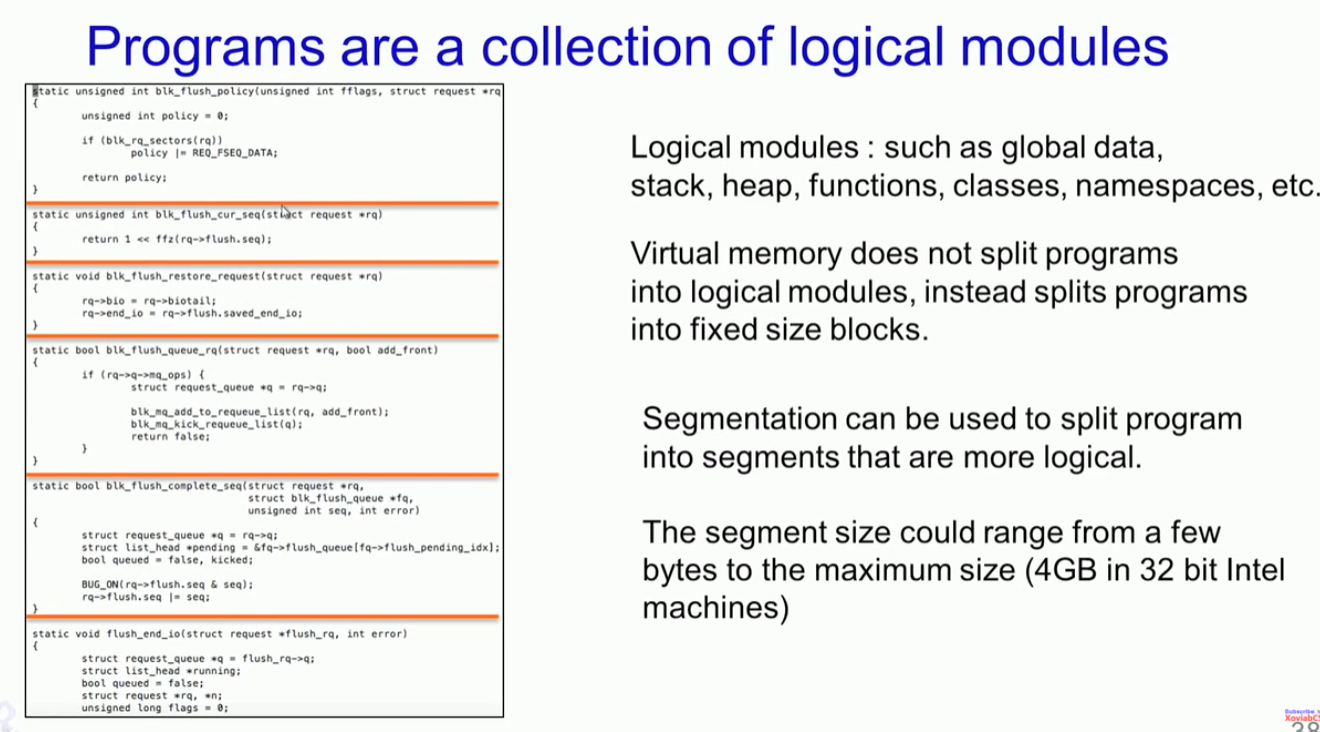 Programs are a collection of logical modules
static unsigned int blk_flush_policy(unsigned int fflags, struct request *rq
{
unsigned int policy = 0;
if (blk_rq_sectors(rq))
policy |= REQ_FSEQ_DATA;
return policy;
}
static unsigned int blk_flush_cur_seq(struct request *rq)
{
return 1 << ffz(rq->flush.seq);
}
static void blk_flush_restore_request(struct request *rq)
{
rq->bio = rq->biotail;
rq->end_io = rq->flush.saved_end_io;
}
static bool blk_flush_queue_rq(struct request *rq, bool add_front)
{
if (rq->q->mq_ops) {
struct request_queue *q = rq->q;
blk_mq_add_to_requeue_list(rq, add_front);
blk_mq_kick_requeue_list(q);
return false;
}
}
static bool blk_flush_complete_seq(struct request *rq,
struct blk_flush_queue *fq,
unsigned int seq, int error)
{
struct request_queue *q = rq->q;
struct list_head *pending = &fq->flush_queue[fq->flush_pending_idx];
bool queued = false, kicked;
BUG_ON(rq->flush.seq & seq);
rq->flush.seq |= seq;
}
static void flush_end_io(struct request *flush_rq, int error)
{
struct request_queue *q = flush_rq->q;
struct list_head *running;
bool queued = false;
struct request *rq, *n;
unsigned long flags = 0;
Logical modules : such as global data,
stack, heap, functions, classes, namespaces, etc.
Virtual memory does not split programs
into logical modules, instead splits programs
into fixed size blocks.
Segmentation can be used to split program
into segments that are more logical.
The segment size could range from a few
bytes to the maximum size (4GB in 32 bit Intel
machines)
Subscribe
XoviabCS
38